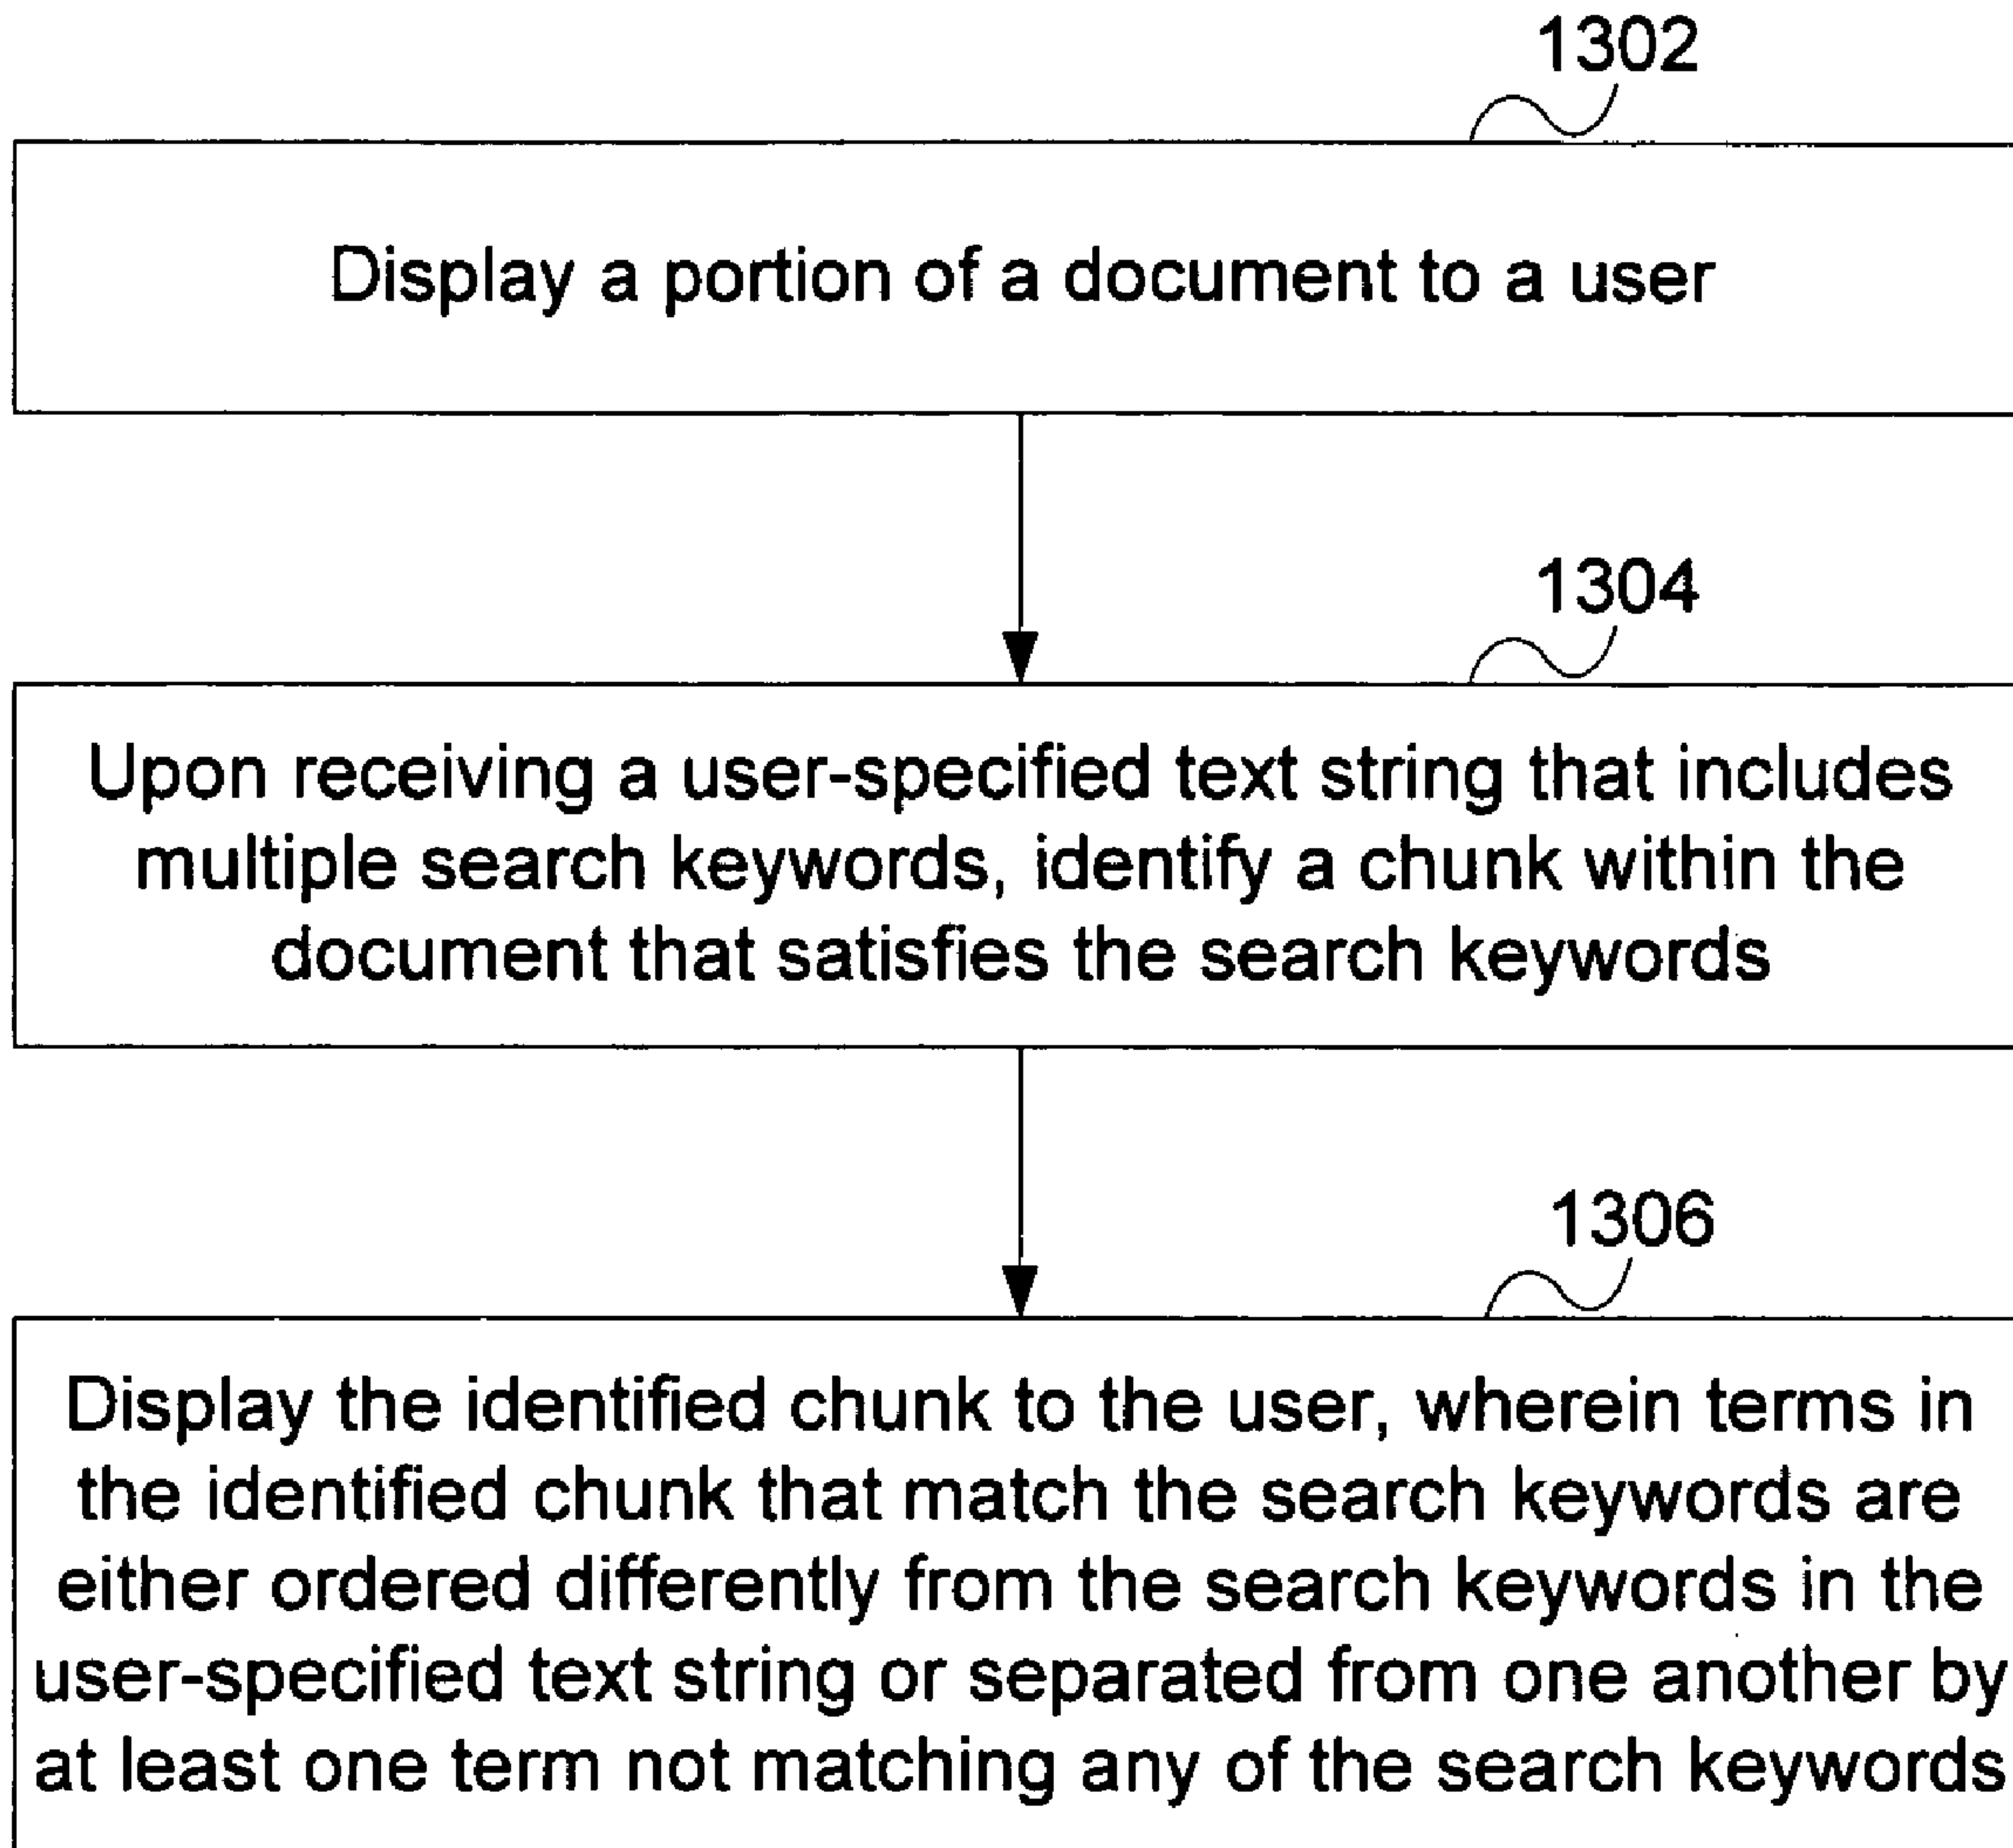 1302
Display a portion of a document to a user
1304
Upon receiving a user-specified text string that includes
multiple search keywords, identify a chunk within the
document that satisfies the search keywords
1306
Display the identified chunk to the user, wherein terms in
the identified chunk that match the search keywords are
either ordered differently from the search keywords in the
user-specified text string or separated from one another by
at least one term not matching any of the search keywords